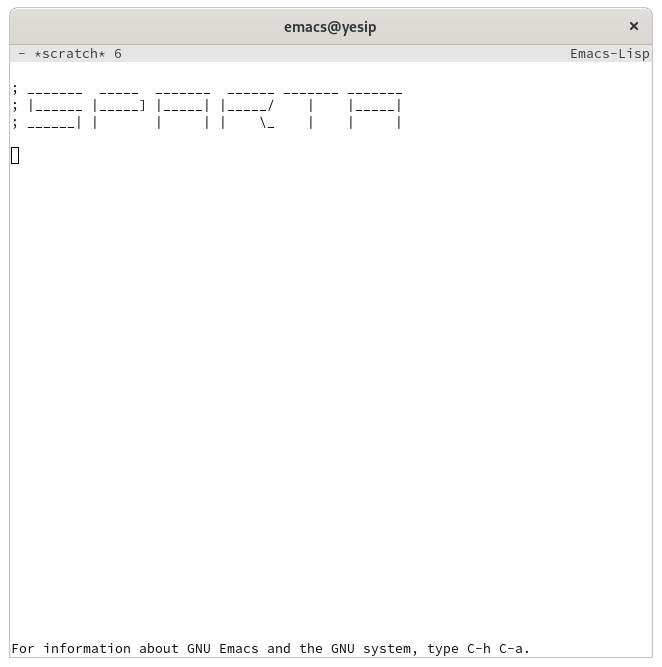 emacs@yesip ×
- *scratch* 6 Emacs-Lisp
; _______  _____  _______  ______ _______ _______
; |______ |_____] |_____| |_____/    |    |_____|
; ______| |       |     | |    \_    |    |     |
For information about GNU Emacs and the GNU system, type C-h C-a.